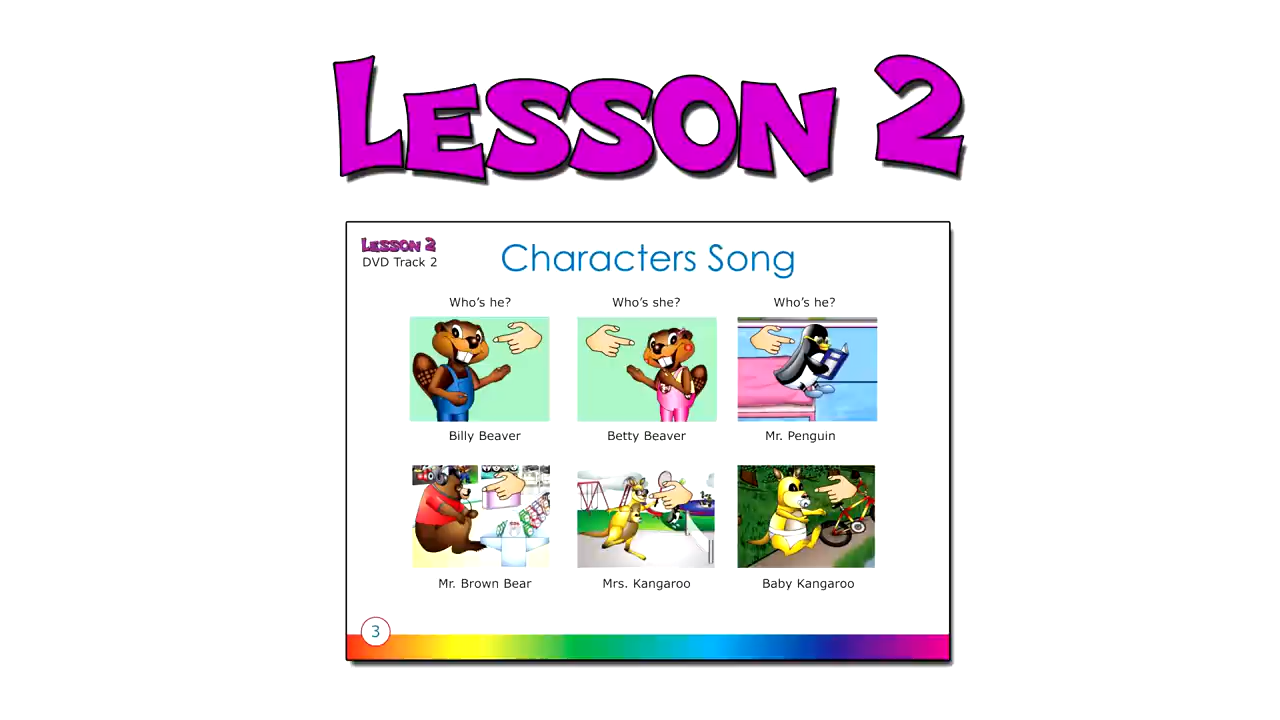 LESSON 2
LESSON 2
DVD Track 2
Characters Song
Who's he?
Who's she?
Who's he?
Billy Beaver
Betty Beaver
Mr. Penguin
Mr. Brown Bear
Mrs. Kangaroo
Baby Kangaroo
3